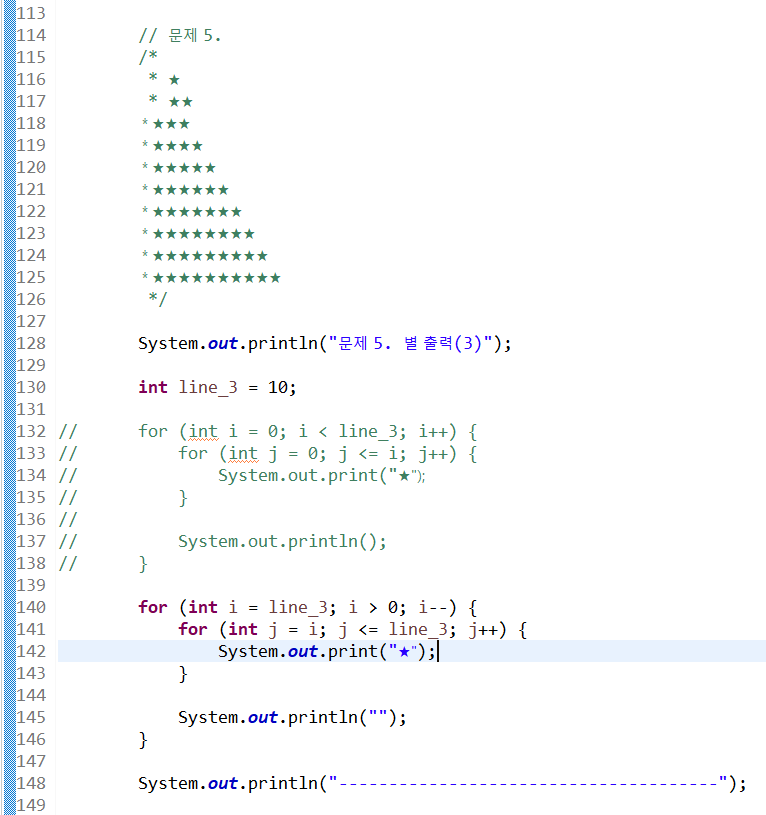 113
114 // 문제 5.
115 /*
116 * ★
117 * ★★
118 * ★★★
119 * ★★★★
120 * ★★★★★
121 * ★★★★★★
122 * ★★★★★★★
123 * ★★★★★★★★
124 * ★★★★★★★★★
125 * ★★★★★★★★★★
126 */
127
128 System.out.println("문제 5. 별 출력(3)");
129
130 int line_3 = 10;
131
132 // for (int i = 0; i < line_3; i++) {
133 // for (int j = 0; j <= i; j++) {
134 // System.out.print("★");
135 // }
136 //
137 // System.out.println();
138 // }
139
140 for (int i = line_3; i > 0; i--) {
141 for (int j = i; j <= line_3; j++) {
142 System.out.print("★");
143 }
144
145 System.out.println("");
146 }
147
148 System.out.println("--------------------------------------");
149